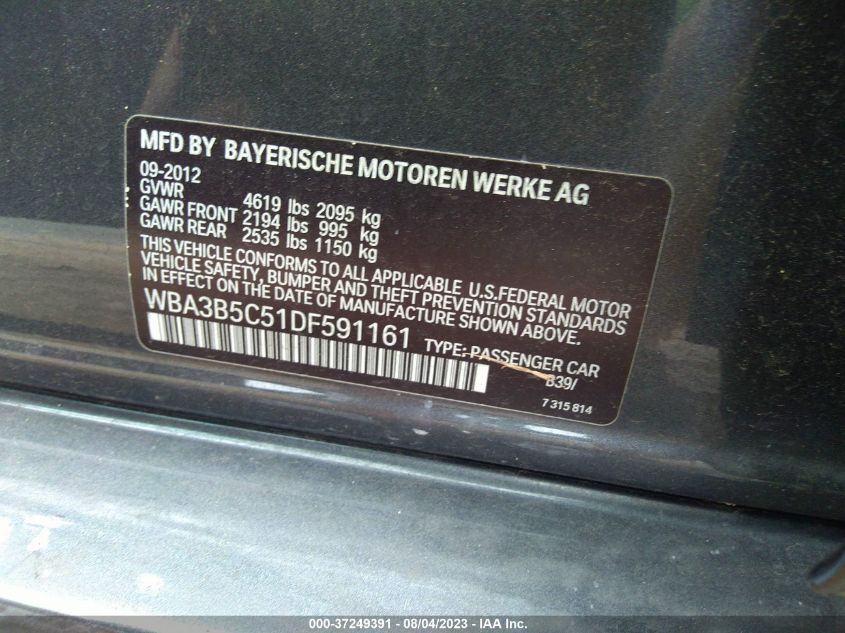 MFD BY BAYERISCHE MOTOREN WERKE AG
09-2012
GVWR 4619 lbs 2095 kg
GAWR FRONT 2194 lbs 995 kg
GAWR REAR 2535 lbs 1150 kg
THIS VEHICLE CONFORMS TO ALL APPLICABLE U.S.FEDERAL MOTOR
VEHICLE SAFETY, BUMPER AND THEFT PREVENTION STANDARDS
IN EFFECT ON THE DATE OF MANUFACTURE SHOWN ABOVE.
WBA3B5C51DF591161 TYPE: PASSENGER CAR
B39/
7 315 814
000-37249391 - 08/04/2023 - IAA Inc.